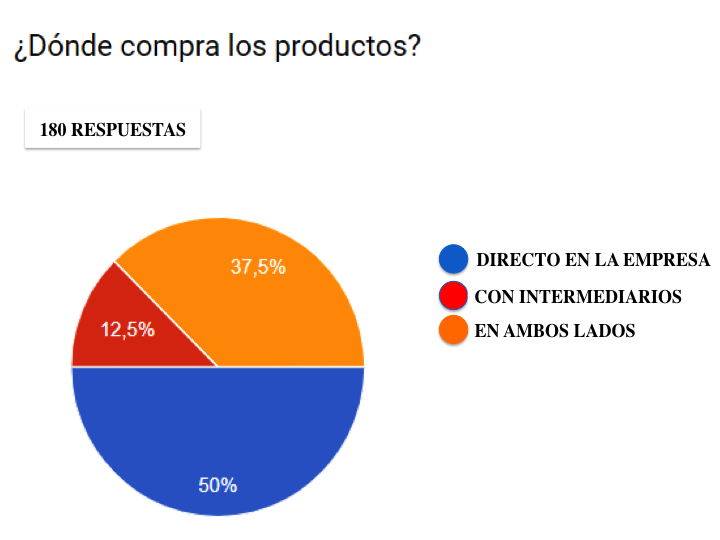 ¿Dónde compra los productos?
180 RESPUESTAS
37,5%
12,5%
50%
DIRECTO EN LA EMPRESA
CON INTERMEDIARIOS
EN AMBOS LADOS